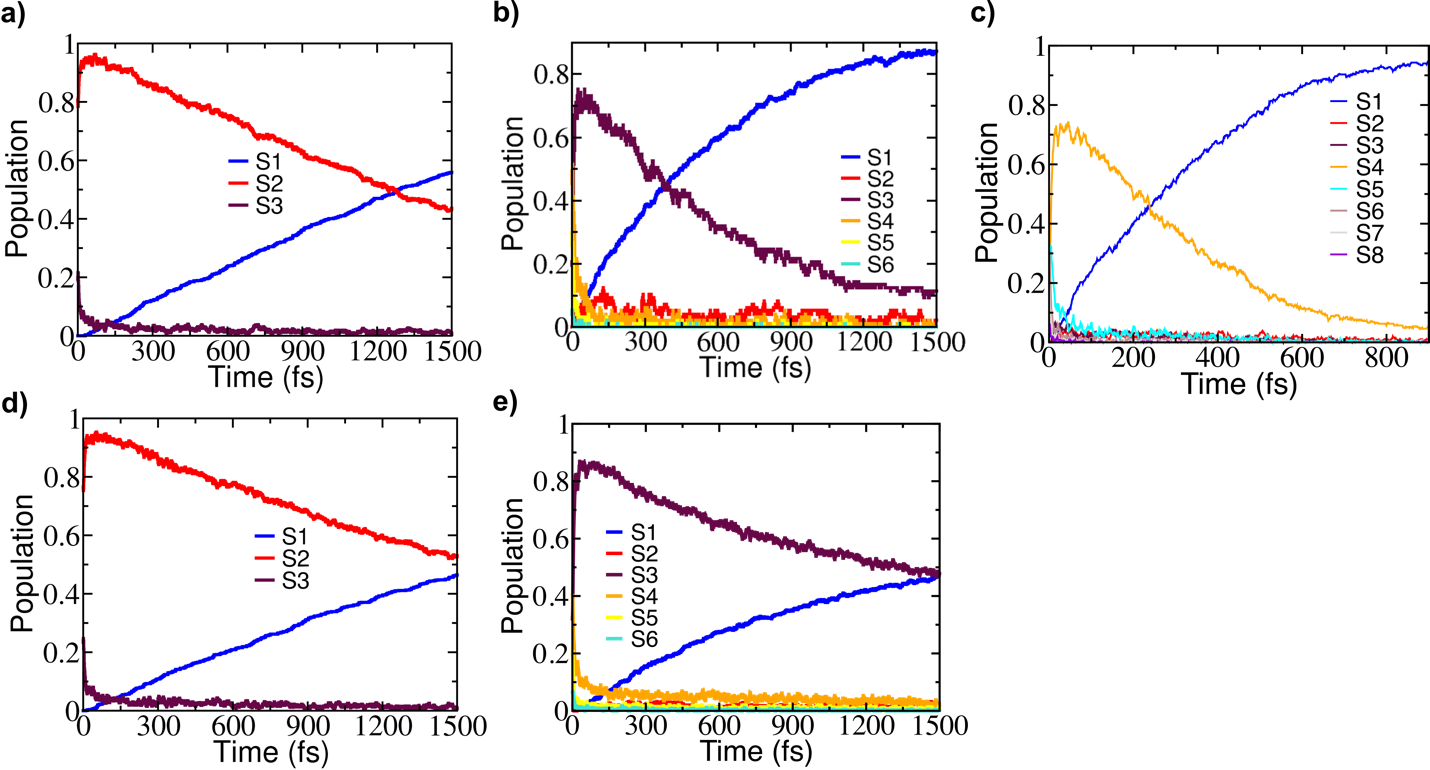 a)
1
0.8
0.6
0.4
0.2
0
Population
S1
S2
S3
0 300 600 900 1200 1500
Time (fs)
b)
0.8
0.6
0.4
0.2
0
Population
S1
S2
S3
S4
S5
S6
0 300 600 900 1200 1500
Time (fs)
c)
1
0.8
0.6
0.4
0.2
0
Population
S1
S2
S3
S4
S5
S6
S7
S8
0 200 400 600 800
Time (fs)
d)
1
0.8
0.6
0.4
0.2
0
Population
S1
S2
S3
0 300 600 900 1200 1500
Time (fs)
e)
1
0.8
0.6
0.4
0.2
0
Population
S1
S2
S3
S4
S5
S6
0 300 600 900 1200 1500
Time (fs)